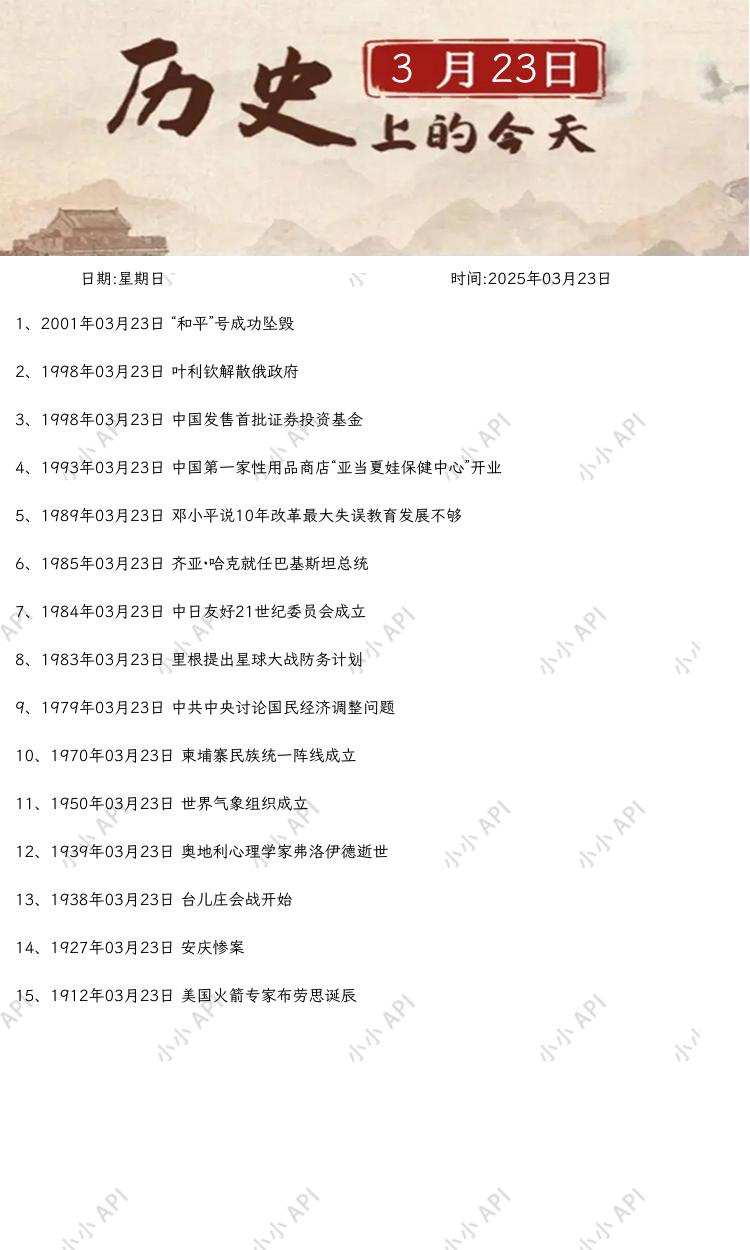 历史
3 月 23日
上的今天
日期:星期日
时间:2025年03月23日
1、2001年03月23日 “和平”号成功坠毁
2、1998年03月23日 叶利钦解散俄政府
3、1998年03月23日 中国发售首批证券投资基金
4、1993年03月23日 中国第一家性用品商店“亚当夏娃保健中心”开业
5、1989年03月23日 邓小平说10年改革最大失误教育发展不够
6、1985年03月23日 齐亚•哈克就任巴基斯坦总统
7、1984年03月23日 中日友好21世纪委员会成立
8、1983年03月23日 里根提出星球大战防务计划
9、1979年03月23日 中共中央讨论国民经济调整问题
10、1970年03月23日 柬埔寨民族统一阵线成立
11、1950年03月23日 世界气象组织成立
12、1939年03月23日 奥地利心理学家弗洛伊德逝世
13、1938年03月23日 台儿庄会战开始
14、1927年03月23日 安庆惨案
15、1912年03月23日 美国火箭专家布劳恩诞辰
小小 API